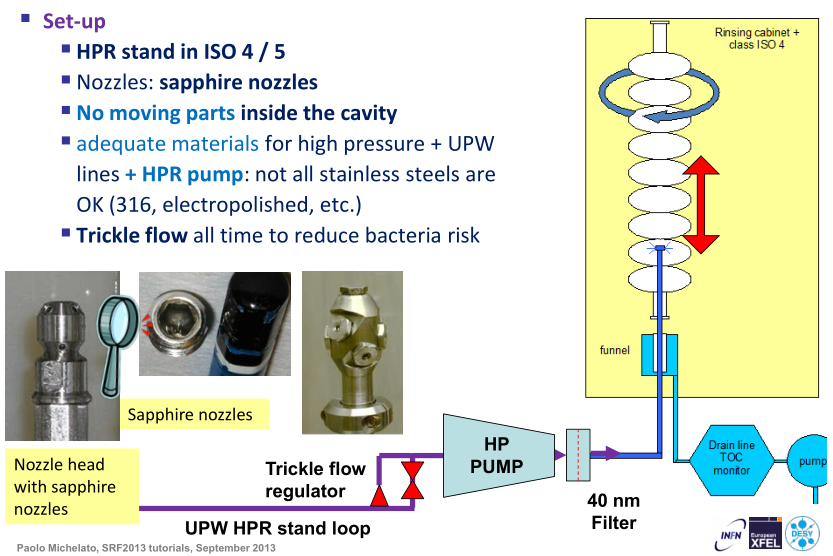 Set-up
HPR stand in ISO 4 / 5
Nozzles: sapphire nozzles
No moving parts inside the cavity
adequate materials for high pressure + UPW
lines + HPR pump: not all stainless steels are
OK (316, electropolished, etc.)
Trickle flow all time to reduce bacteria risk
Rinsing cabinet +
class ISO 4
funnel
Sapphire nozzles
Nozzle head
with sapphire
nozzles
Trickle flow
regulator
UPW HPR stand loop
HP
PUMP
40 nm
Filter
Drain line
TOC
monitor
pump
INFN
European
XFEL
DESY
Paolo Michelato, SRF2013 tutorials, September 2013